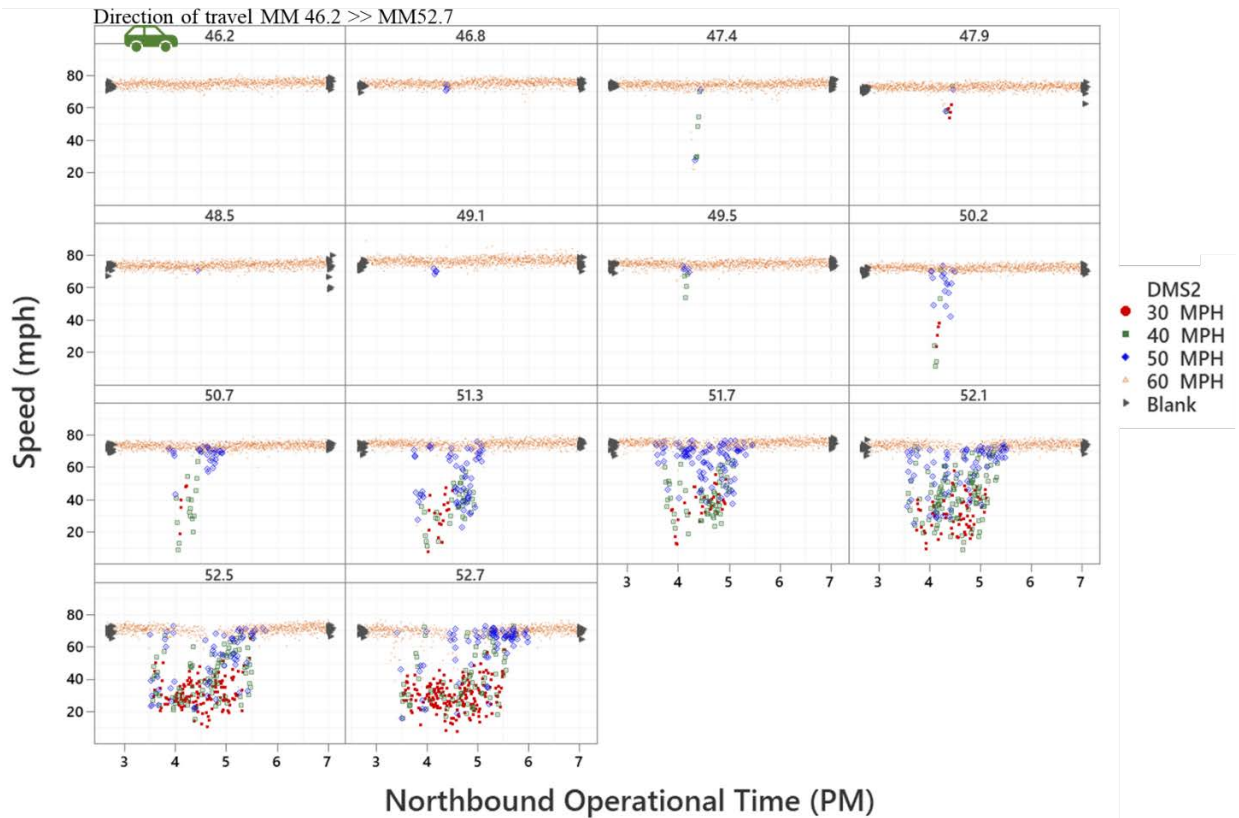 Direction of travel MM 46.2 >> MM52.7
46.2 46.8 47.4 47.9
80
60
40
20
48.5 49.1 49.5 50.2
80
60
40
20
50.7 51.3 51.7 52.1
80
60
40
20
3 4 5 6 7 3 4 5 6 7
52.5 52.7
80
60
40
20
3 4 5 6 7 3 4 5 6 7
Speed (mph)
Northbound Operational Time (PM)
DMS2
30 MPH
40 MPH
50 MPH
60 MPH
Blank